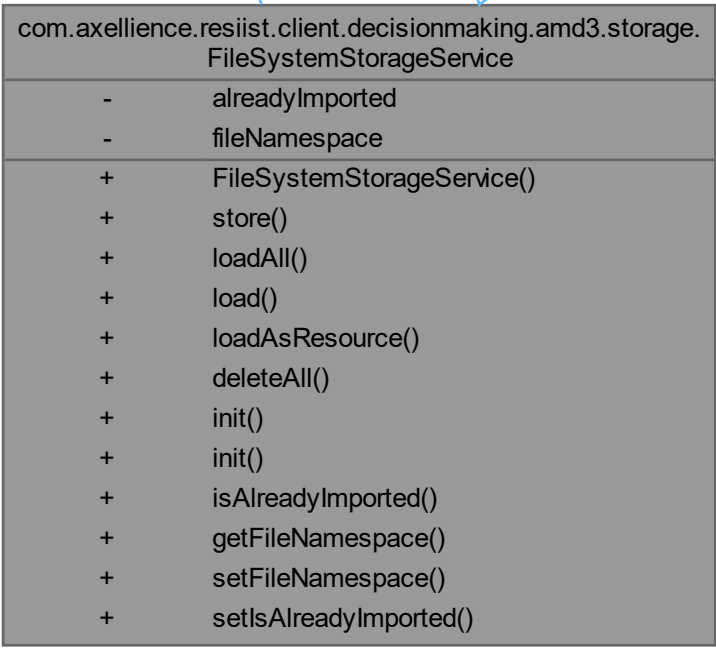 com.axellience.resiist.client.decisionmaking.amd3.storage.
FileSystemStorageService
- alreadyImported
- fileNamespace
+ FileSystemStorageService()
+ store()
+ loadAll()
+ load()
+ loadAsResource()
+ deleteAll()
+ init()
+ init()
+ isAlreadyImported()
+ getFileNamespace()
+ setFileNamespace()
+ setIsAlreadyImported()